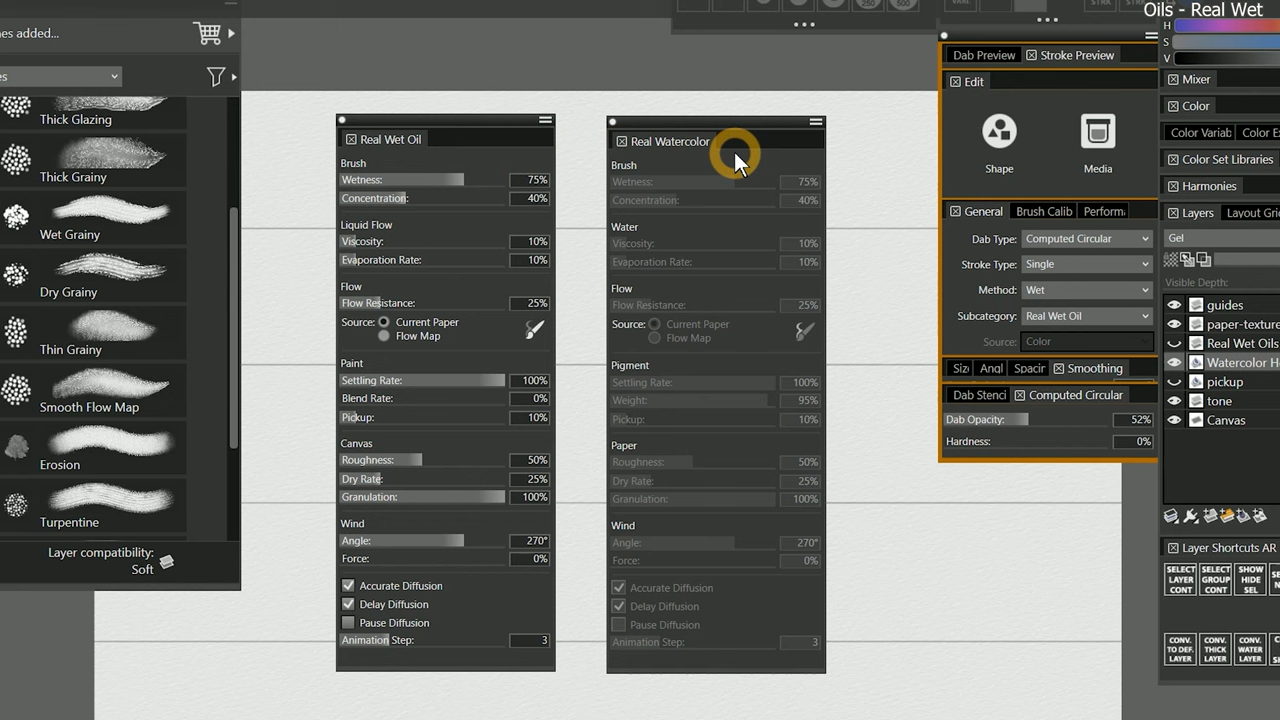 Oils - Real Wet
nes added...
es
Thick Glazing
Thick Grainy
Wet Grainy
Dry Grainy
Thin Grainy
Smooth Flow Map
Erosion
Turpentine
Layer compatibility:
Soft
Real Wet Oil
Brush
Wetness: 75%
Concentration: 40%
Liquid Flow
Viscosity: 10%
Evaporation Rate: 10%
Flow
Flow Resistance: 25%
Source: Current Paper
Flow Map
Paint
Settling Rate: 100%
Blend Rate: 0%
Pickup: 10%
Canvas
Roughness: 50%
Dry Rate: 25%
Granulation: 100%
Wind
Angle: 270°
Force: 0%
Accurate Diffusion
Delay Diffusion
Pause Diffusion
Animation Step: 3
Real Watercolor
Brush
Wetness: 75%
Concentration: 40%
Water
Viscosity: 10%
Evaporation Rate: 10%
Flow
Flow Resistance: 25%
Source: Current Paper
Flow Map
Pigment
Settling Rate: 100%
Weight: 95%
Pickup: 10%
Paper
Roughness: 50%
Dry Rate: 25%
Granulation: 100%
Wind
Angle: 270°
Force: 0%
Accurate Diffusion
Delay Diffusion
Pause Diffusion
Animation Step: 3
Dab Preview Stroke Preview
Edit
Shape Media
General Brush Calib Perform
Dab Type: Computed Circular
Stroke Type: Single
Method: Wet
Subcategory: Real Wet Oil
Source: Color
Size Angl Spacin Smoothing
Dab Stenci Computed Circular
Dab Opacity: 52%
Hardness: 0%
H
S
V
Mixer
Color
Color Variab Color Ex
Color Set Libraries
Harmonies
Layers Layout Gri
Gel
Visible Depth:
guides
paper-texture
Real Wet Oils
Watercolor H
pickup
tone
Canvas
Layer Shortcuts AR
SELECT LAYER CONT
SELECT GROUP CONT
SHOW HIDE SEL
CONV. TO DEF. LAYER
CONV. THICK LAYER
CONV. WATER LAYER